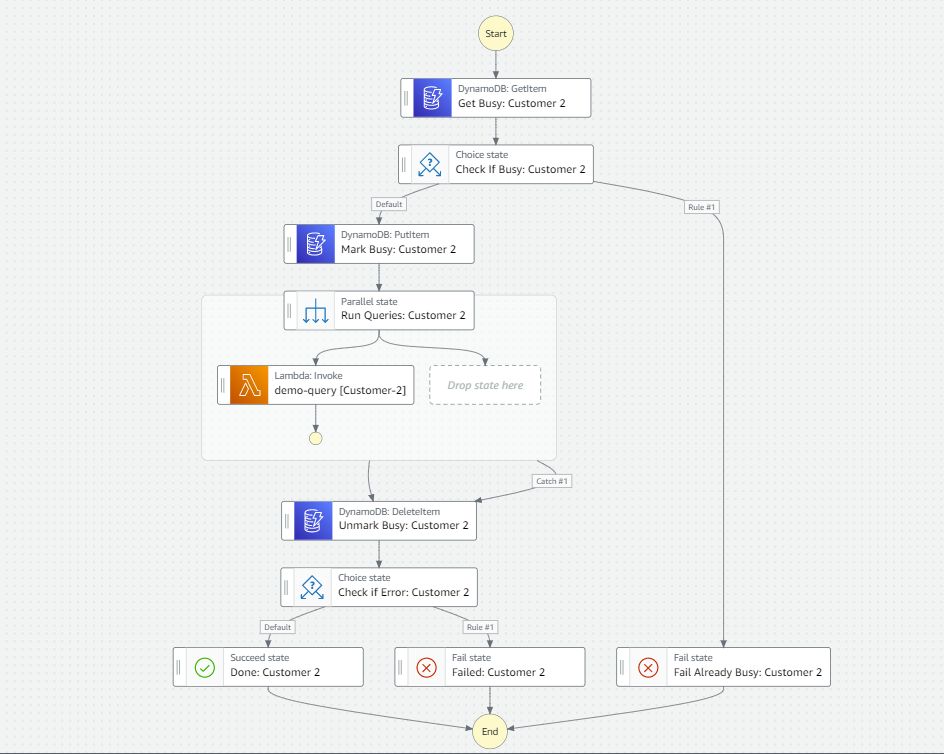 Start
DynamoDB: GetItem
Get Busy: Customer 2
Choice state
Check If Busy: Customer 2
Default
Rule #1
DynamoDB: PutItem
Mark Busy: Customer 2
Parallel state
Run Queries: Customer 2
Lambda: Invoke
demo-query [Customer-2]
Drop state here
Catch #1
DynamoDB: DeleteItem
Unmark Busy: Customer 2
Choice state
Check if Error: Customer 2
Default
Rule #1
Succeed state
Done: Customer 2
Fail state
Failed: Customer 2
Fail state
Fail Already Busy: Customer 2
End